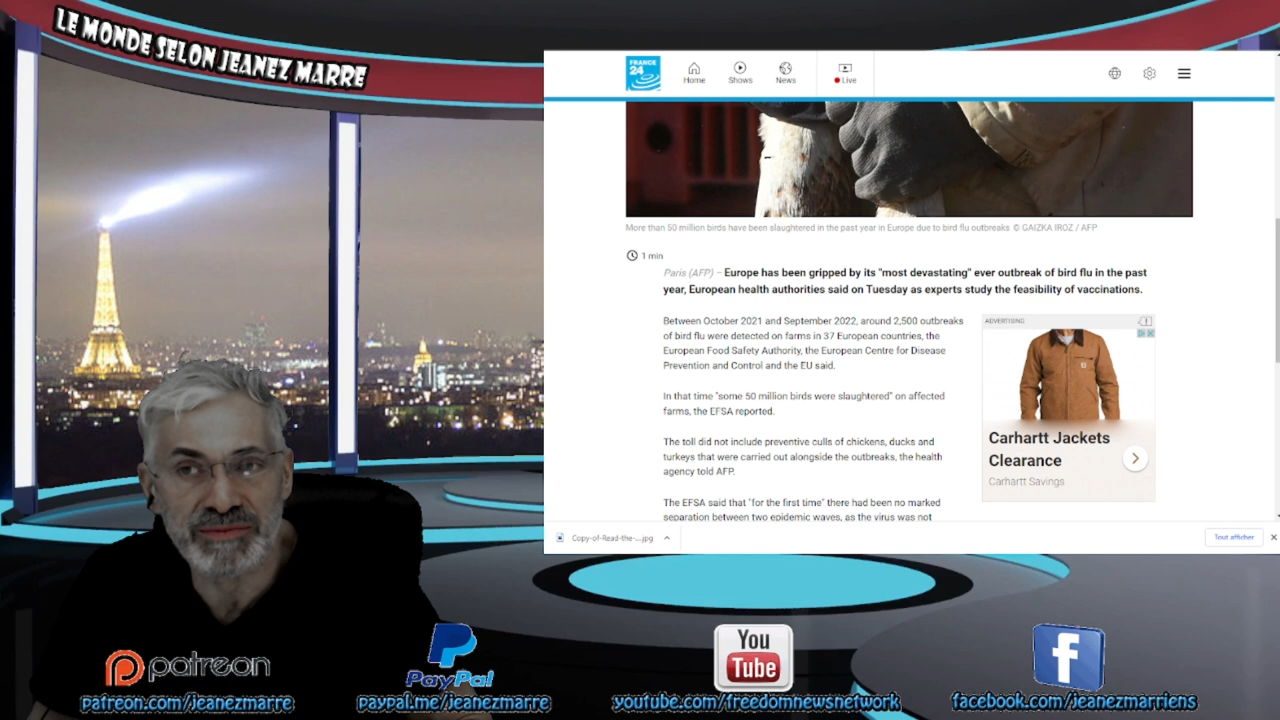 LE MONDE SELON JEANEZ MARRE
FRANCE
24
Home
Shows
News
Live
More than 50 million birds have been slaughtered in the past year in Europe due to bird flu outbreaks © GAIZKA IROZ / AFP
1 min
Paris (AFP) – Europe has been gripped by its "most devastating" ever outbreak of bird flu in the past
year, European health authorities said on Tuesday as experts study the feasibility of vaccinations.
Between October 2021 and September 2022, around 2,500 outbreaks
of bird flu were detected on farms in 37 European countries, the
European Food Safety Authority, the European Centre for Disease
Prevention and Control and the EU said.
In that time "some 50 million birds were slaughtered" on affected
farms, the EFSA reported.
The toll did not include preventive culls of chickens, ducks and
turkeys that were carried out alongside the outbreaks, the health
agency told AFP.
The EFSA said that "for the first time" there had been no marked
separation between two epidemic waves, as the virus was not
ADVERTISING
Carhartt Jackets
Clearance
Carhartt Savings
Copy-of-Read-the-....jpg
Tout afficher
patreon
patreon.com/jeanezmarre
PayPal
paypal.me/jeanezmarre
You
Tube
youtube.com/freedomnewsnetwork
f
facebook.com/jeanezmarriens